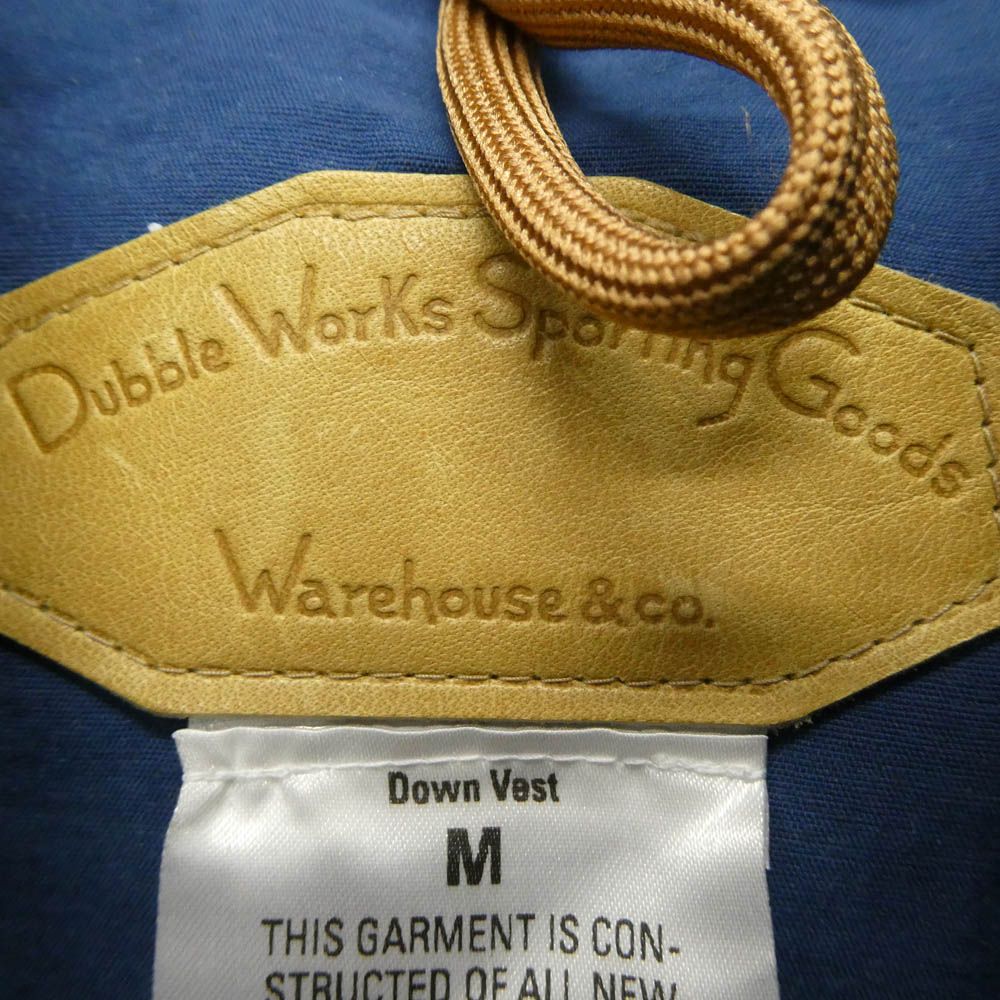 Dubble Works Sporting Goods
Warehouse & co.
Down Vest
M
THIS GARMENT IS CON-
STRUCTED OF ALL NEW